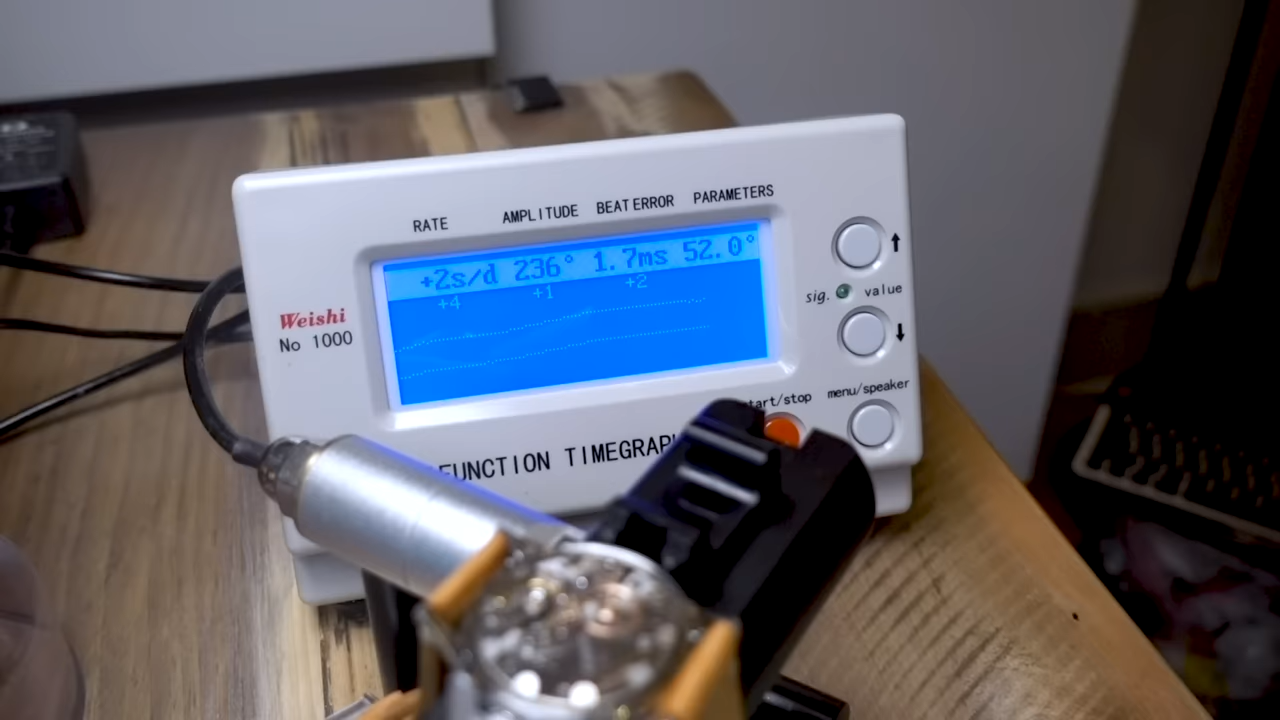 RATE AMPLITUDE BEAT ERROR PARAMETERS
+2s/d 236° 1.7ms 52.0°
+4 +1 +2
sig. value
Weishi
No 1000
start/stop menu/speaker
FUNCTION TIMEGRAPH